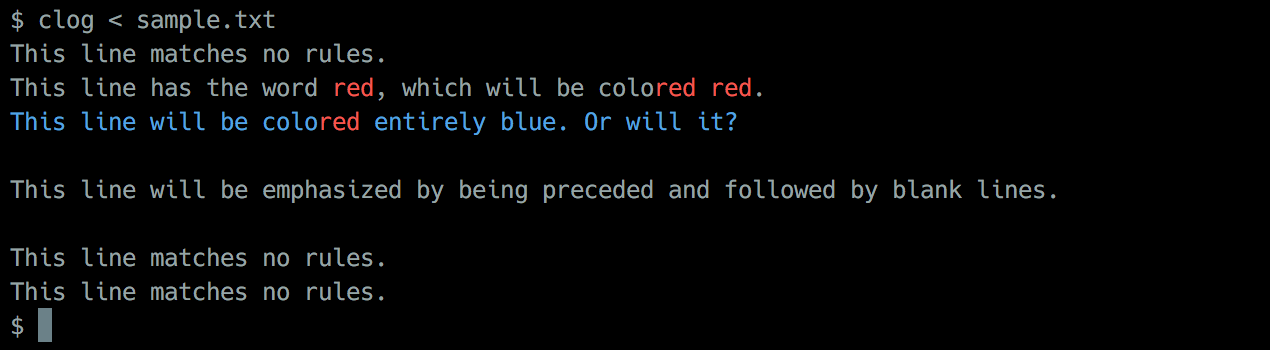 $ clog < sample.txt
This line matches no rules.
This line has the word red, which will be colored red.
This line will be colored entirely blue. Or will it?
This line will be emphasized by being preceded and followed by blank lines.
This line matches no rules.
This line matches no rules.
$